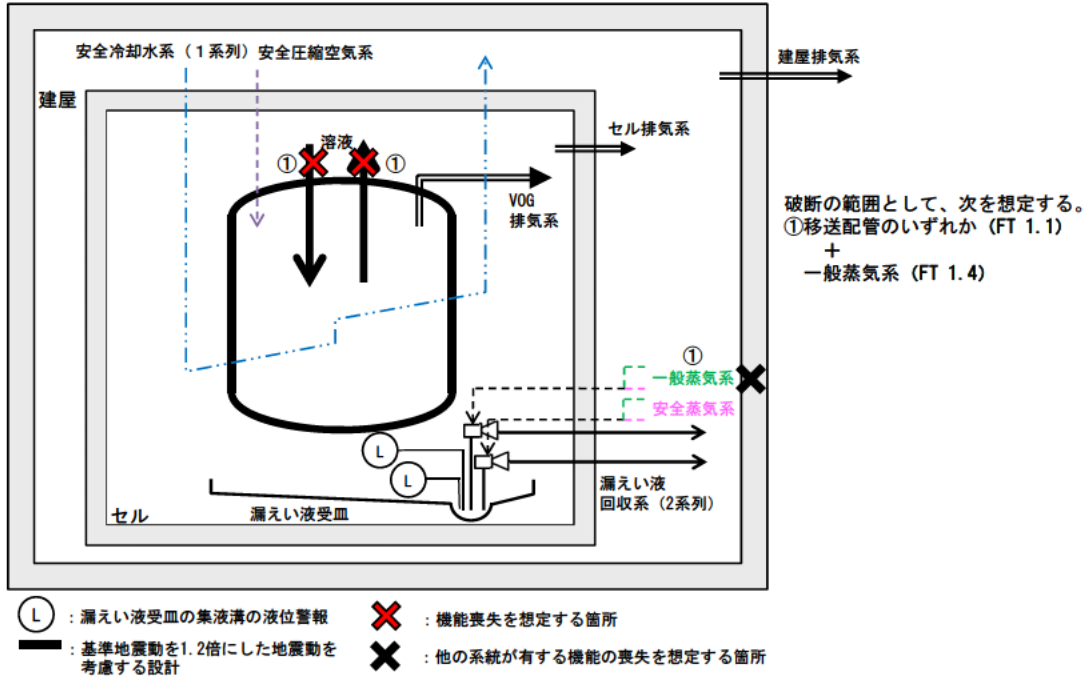 安全冷却水系（１系列）
安全圧縮空気系
建屋排気系
建屋
セル排気系
溶液
①
①
VOG
排気系
破断の範囲として、次を想定する。
①移送配管のいずれか（FT 1.1）
＋
一般蒸気系（FT 1.4）
①
一般蒸気系
安全蒸気系
L
L
漏えい液
回収系（2系列）
セル
漏えい液受皿
L
：漏えい液受皿の集液溝の液位警報
：機能喪失を想定する箇所
：基準地震動を1.2倍にした地震動を
考慮する設計
：他の系統が有する機能の喪失を想定する箇所